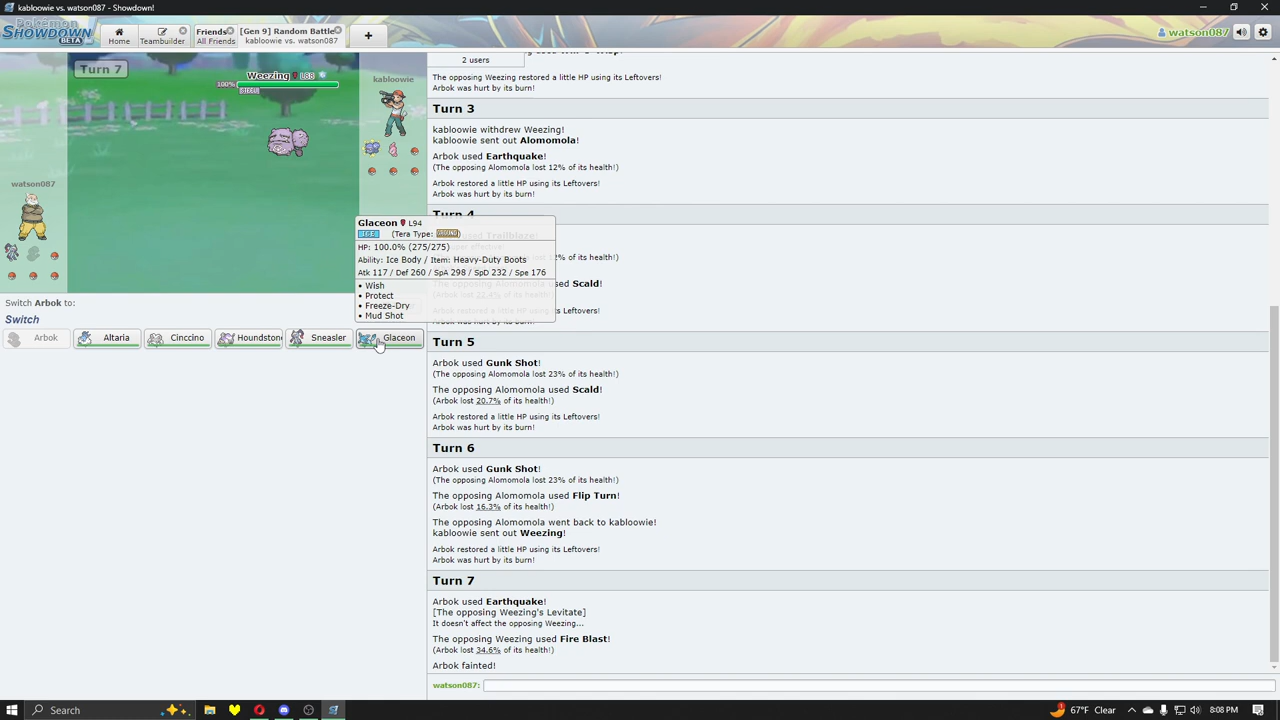 kabloowie vs. watson087 - Showdown!
Pokémon
SHOWDOWN
BETA
Home
Teambuilder
Friends
All Friends
[Gen 9] Random Battle
kabloowie vs. watson087
+
watson087
Turn 7
Weezing L88
100%
kabloowie
watson087
Glaceon L94
ICE (Tera Type: GROUND)
HP: 100.0% (275/275)
Ability: Ice Body / Item: Heavy-Duty Boots
Atk 117 / Def 260 / SpA 298 / SpD 232 / Spe 176
• Wish
• Protect
• Freeze-Dry
• Mud Shot
Switch Arbok to:
Switch
Arbok
Altaria
Cinccino
Houndstone
Sneasler
Glaceon
2 users
The opposing Weezing restored a little HP using its Leftovers!
Arbok was hurt by its burn!
Turn 3
kabloowie withdrew Weezing!
kabloowie sent out Alomomola!
Arbok used Earthquake!
(The opposing Alomomola lost 12% of its health!)
Arbok restored a little HP using its Leftovers!
Arbok was hurt by its burn!
Turn 4
Trailblaze!
Scald!
Turn 5
Arbok used Gunk Shot!
(The opposing Alomomola lost 23% of its health!)
The opposing Alomomola used Scald!
(Arbok lost 20.7% of its health!)
Arbok restored a little HP using its Leftovers!
Arbok was hurt by its burn!
Turn 6
Arbok used Gunk Shot!
(The opposing Alomomola lost 23% of its health!)
The opposing Alomomola used Flip Turn!
(Arbok lost 16.3% of its health!)
The opposing Alomomola went back to kabloowie!
kabloowie sent out Weezing!
Arbok restored a little HP using its Leftovers!
Arbok was hurt by its burn!
Turn 7
Arbok used Earthquake!
[The opposing Weezing's Levitate]
It doesn't affect the opposing Weezing...
The opposing Weezing used Fire Blast!
(Arbok lost 34.6% of its health!)
Arbok fainted!
watson087:
Search
67°F Clear
8:08 PM